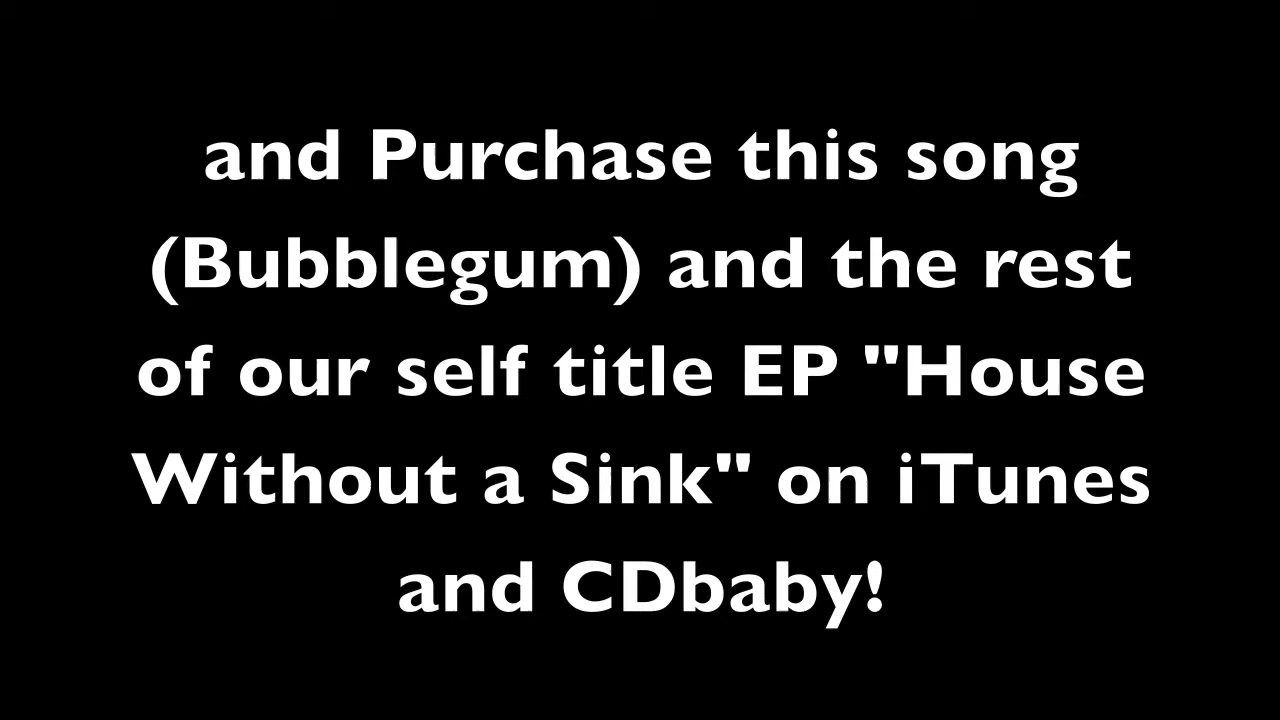 and Purchase this song
(Bubblegum) and the rest
of our self title EP "House
Without a Sink" on iTunes
and CDbaby!